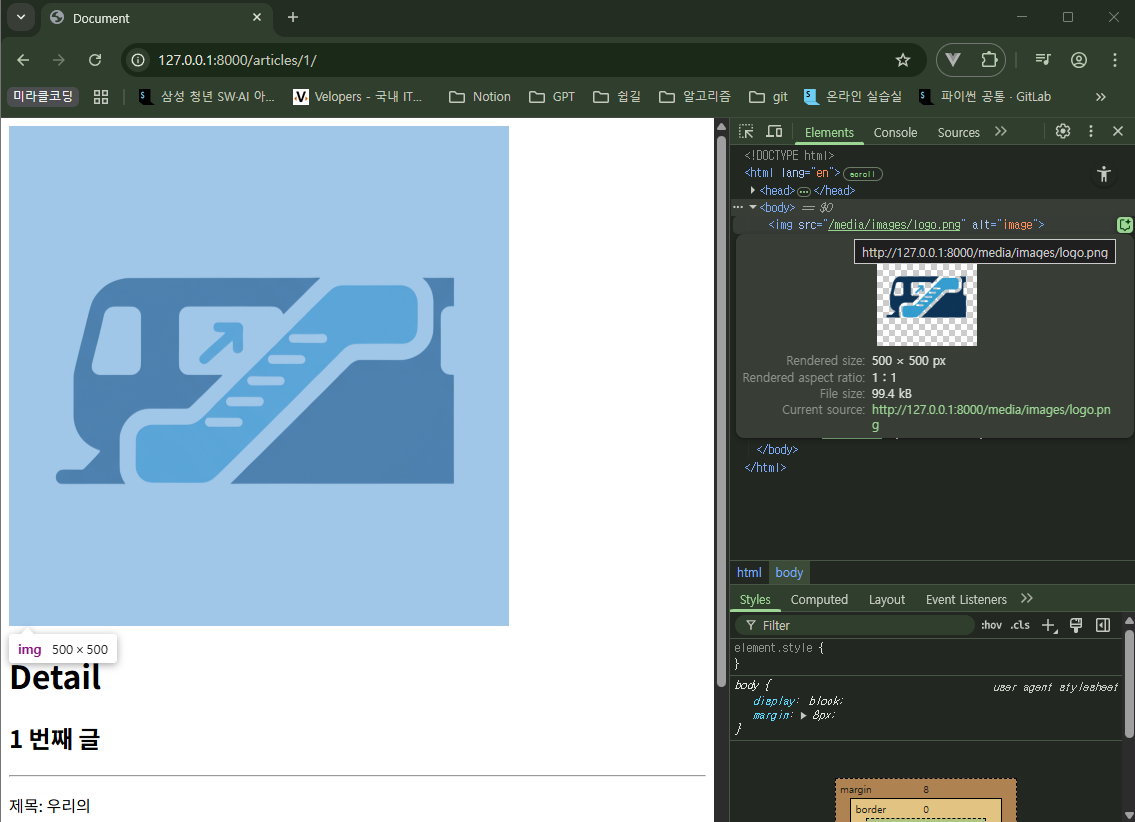 Document
127.0.0.1:8000/articles/1/
미라클코딩 삼성 청년 SW·AI 아... Velopers - 국내 IT... Notion GPT 쉽길 알고리즘 git 온라인 실습실 파이썬 공통 · GitLab
img 500 × 500
Detail
1 번째 글
제목: 우리의
Elements Console Sources
<!DOCTYPE html>
<html lang="en"> scroll
<head> ... </head>
<body> == $0
<img src="/media/images/logo.png" alt="image">
http://127.0.0.1:8000/media/images/logo.png
Rendered size: 500 × 500 px
Rendered aspect ratio: 1∶1
File size: 99.4 kB
Current source: http://127.0.0.1:8000/media/images/logo.pn
g
</body>
</html>
html body
Styles Computed Layout Event Listeners
Filter :hov .cls
element.style {
}
body { user agent stylesheet
display: block;
margin: 8px;
}
margin 8
border 0